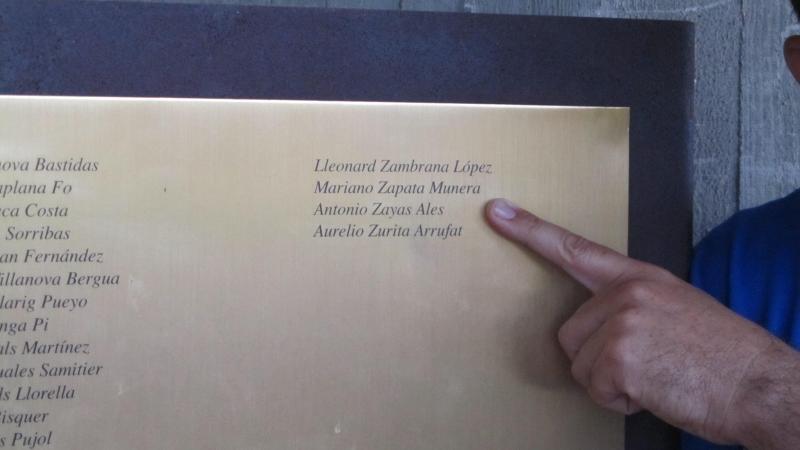 Bastidas
Fo
Costa
Sorribas
Fernández
Bergua
Pueyo
Pi
Martínez
Samitier
Llorella
Pujol
Lleonard Zambrana López
Mariano Zapata Munera
Antonio Zayas Ales
Aurelio Zurita Arrufat